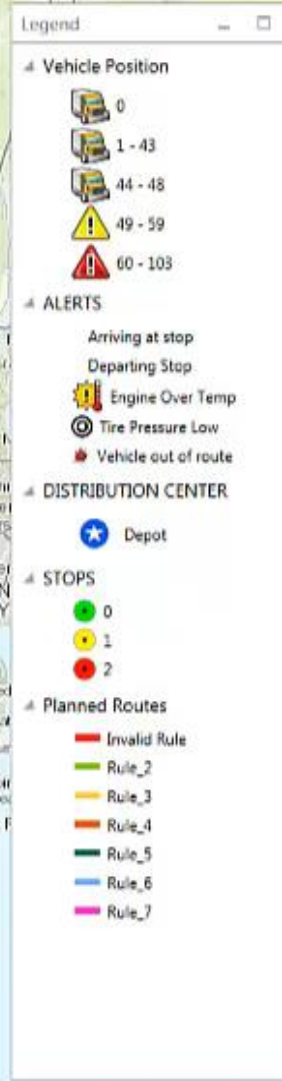 Legend
Vehicle Position
0
1 - 43
44 - 48
49 - 59
60 - 103
ALERTS
Arriving at stop
Departing Stop
Engine Over Temp
Tire Pressure Low
Vehicle out of route
DISTRIBUTION CENTER
Depot
STOPS
0
1
2
Planned Routes
Invalid Rule
Rule_2
Rule_3
Rule_4
Rule_5
Rule_6
Rule_7